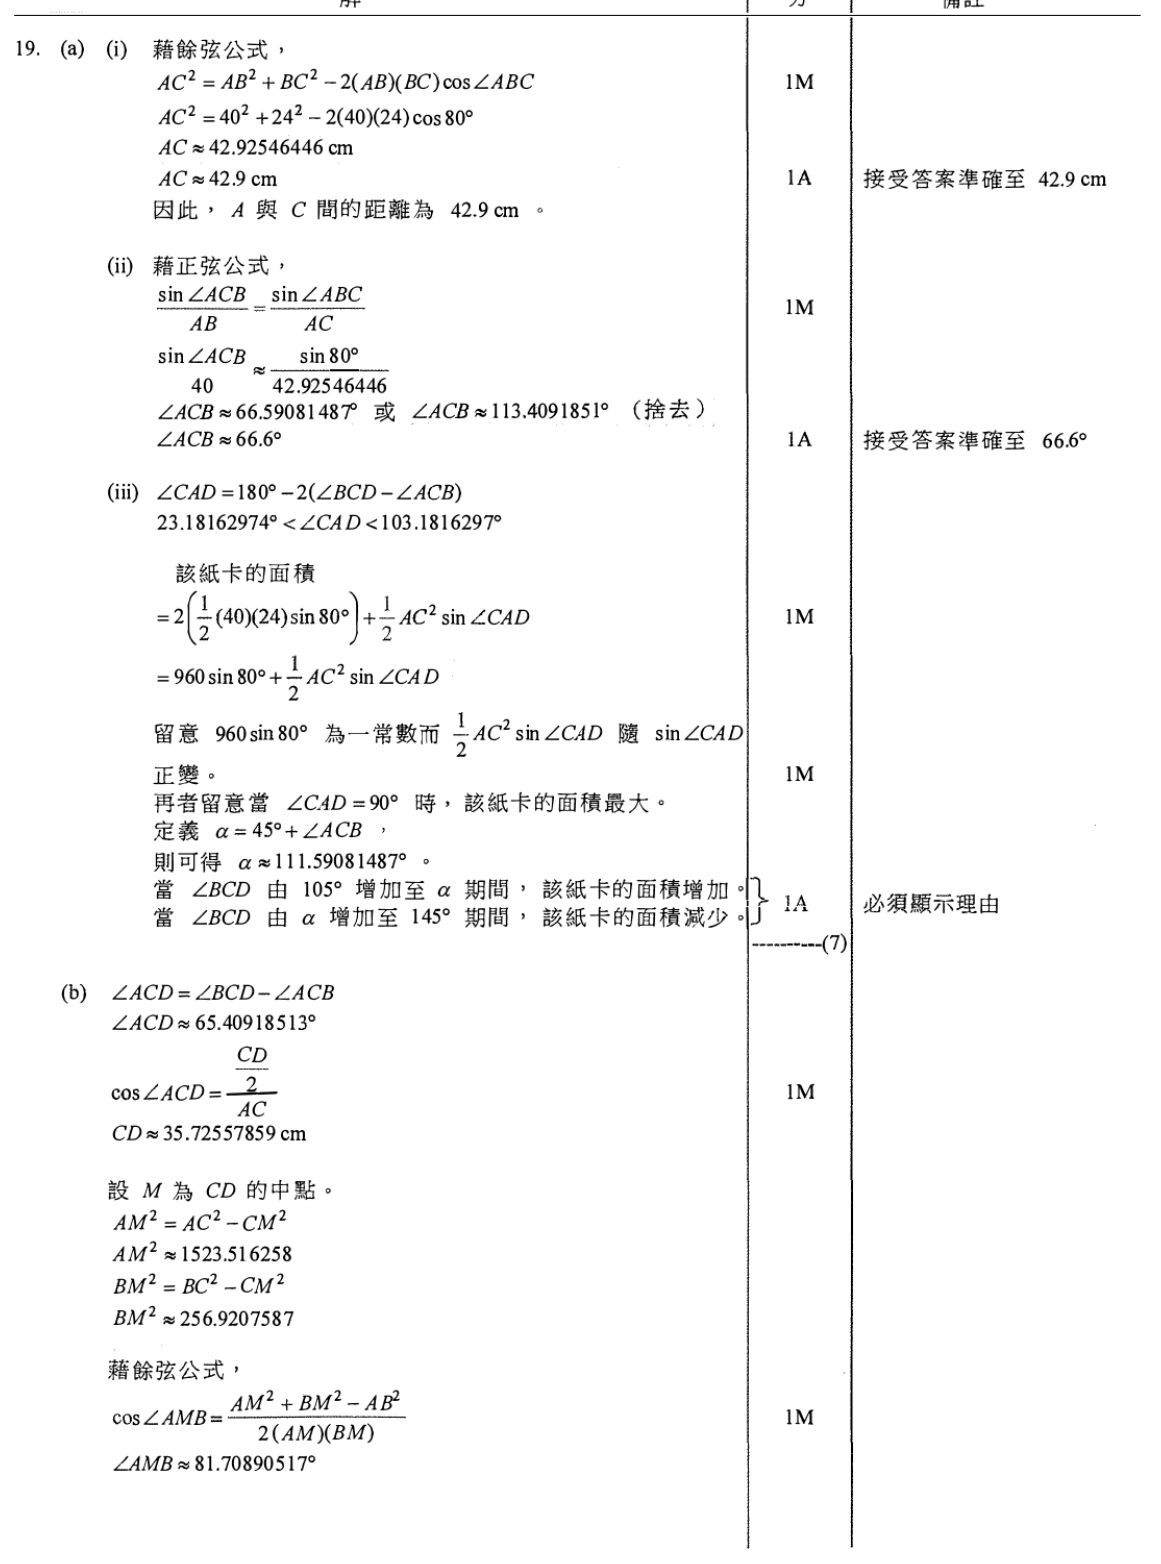 解 分 備註
19. (a) (i) 藉餘弦公式，
AC² = AB² + BC² − 2(AB)(BC)cos∠ABC 1M
AC² = 40² + 24² − 2(40)(24)cos80°
AC ≈ 42.92546446 cm
AC ≈ 42.9 cm 1A 接受答案準確至 42.9 cm
因此， A 與 C 間的距離為 42.9 cm 。
(ii) 藉正弦公式，
sin∠ACB / AB = sin∠ABC / AC 1M
sin∠ACB / 40 ≈ sin80° / 42.92546446
∠ACB ≈ 66.59081487° 或 ∠ACB ≈ 113.4091851° （捨去）
∠ACB ≈ 66.6° 1A 接受答案準確至 66.6°
(iii) ∠CAD = 180° − 2(∠BCD − ∠ACB)
23.18162974° < ∠CAD < 103.1816297°
該紙卡的面積
= 2(1/2 (40)(24)sin80°) + 1/2 AC² sin∠CAD 1M
= 960sin80° + 1/2 AC² sin∠CAD
留意 960sin80° 為一常數而 1/2 AC² sin∠CAD 隨 sin∠CAD
正變。 1M
再者留意當 ∠CAD = 90° 時，該紙卡的面積最大。
定義 α = 45° + ∠ACB ，
則可得 α ≈ 111.59081487° 。
當 ∠BCD 由 105° 增加至 α 期間，該紙卡的面積增加。
當 ∠BCD 由 α 增加至 145° 期間，該紙卡的面積減少。 } 1A 必須顯示理由
----------(7)
(b) ∠ACD = ∠BCD − ∠ACB
∠ACD ≈ 65.40918513°
cos∠ACD = (CD/2) / AC 1M
CD ≈ 35.72557859 cm
設 M 為 CD 的中點。
AM² = AC² − CM²
AM² ≈ 1523.516258
BM² = BC² − CM²
BM² ≈ 256.9207587
藉餘弦公式，
cos∠AMB = (AM² + BM² − AB²) / 2(AM)(BM) 1M
∠AMB ≈ 81.70890517°